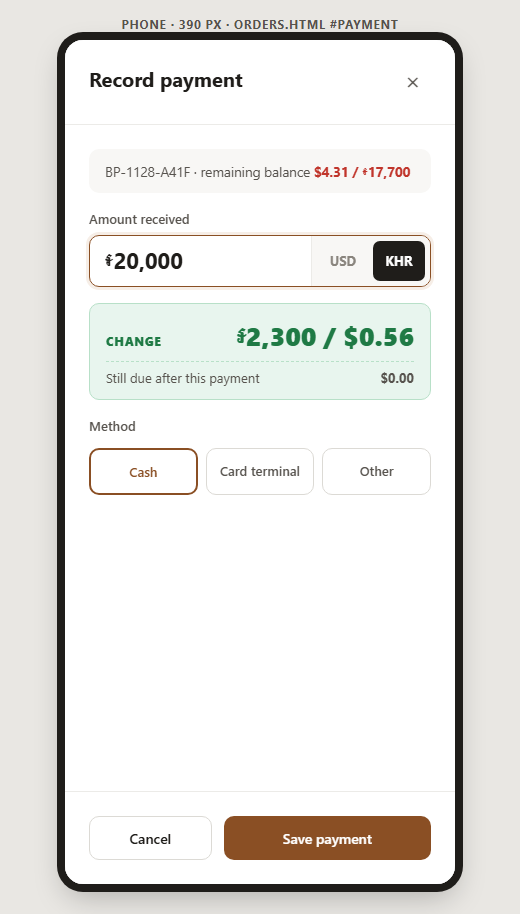 PHONE · 390 PX · ORDERS.HTML #PAYMENT
Record payment
×
BP-1128-A41F · remaining balance $4.31 / ៛17,700
Amount received
៛20,000
USD
KHR
CHANGE
៛2,300 / $0.56
Still due after this payment
$0.00
Method
Cash
Card terminal
Other
Cancel
Save payment